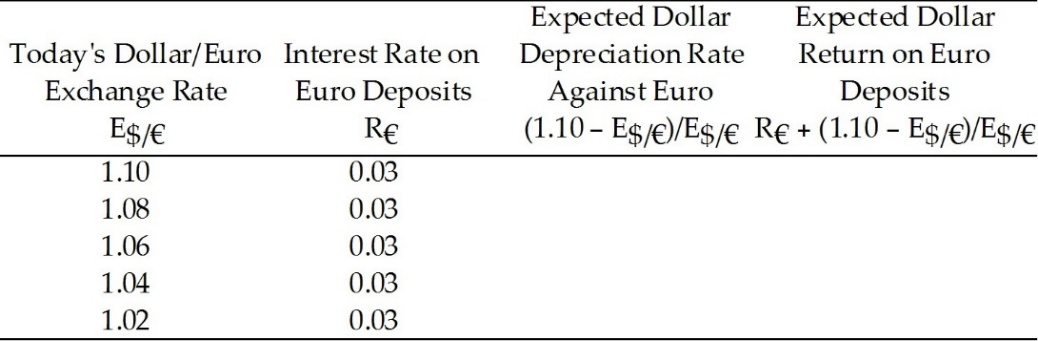 Expected Dollar Expected Dollar
Today's Dollar/Euro Interest Rate on Depreciation Rate Return on Euro
Exchange Rate Euro Deposits Against Euro Deposits
E$/€ R€ (1.10 – E$/€)/E$/€ R€ + (1.10 – E$/€)/E$/€
1.10 0.03
1.08 0.03
1.06 0.03
1.04 0.03
1.02 0.03